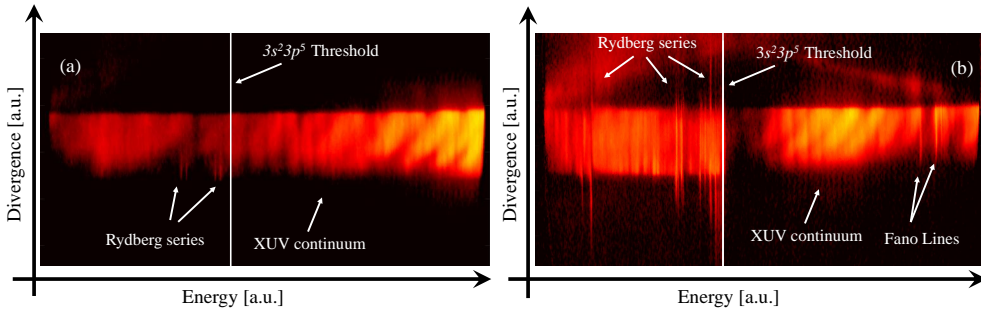 Divergence [a.u.]
(a)
3s²3p⁵ Threshold
Rydberg series
XUV continuum
Energy [a.u.]
Divergence [a.u.]
Rydberg series
3s²3p⁵ Threshold
(b)
XUV continuum
Fano Lines
Energy [a.u.]